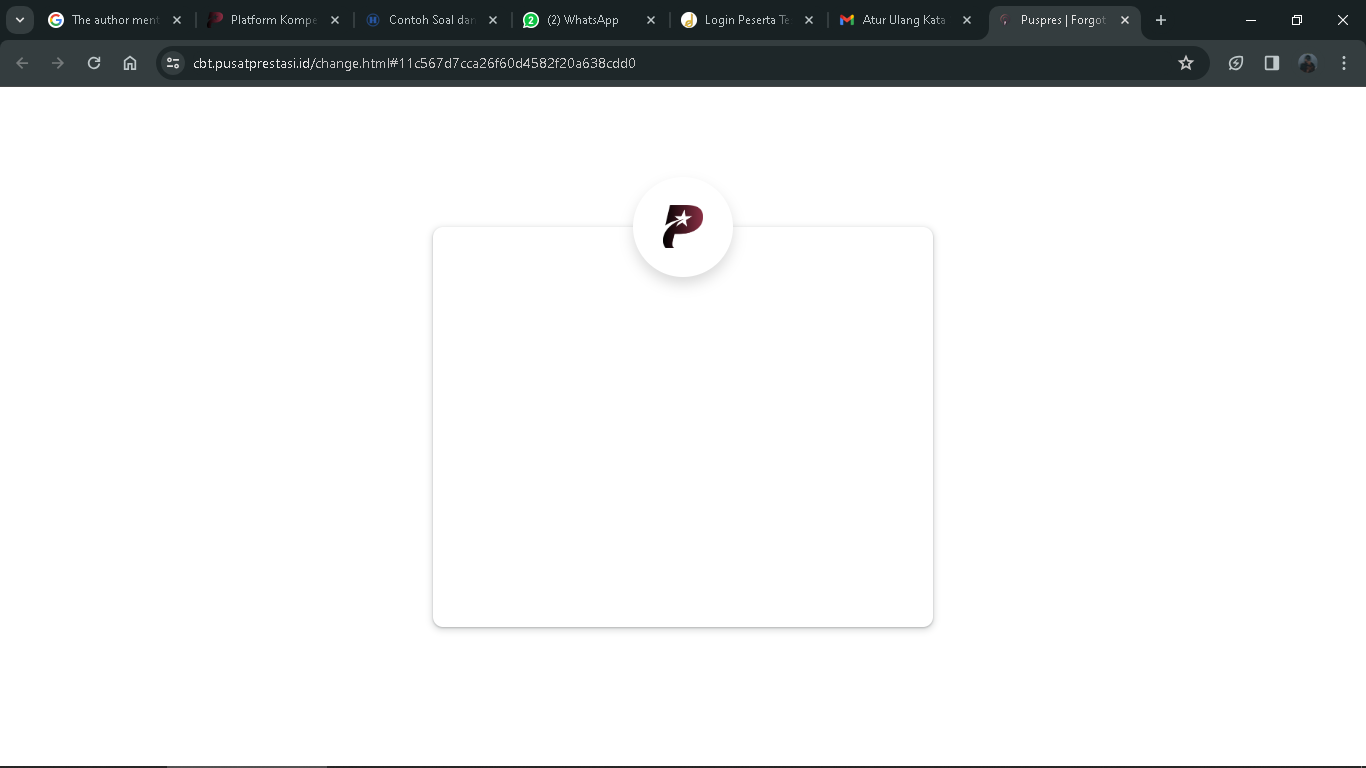 The author ment
Platform Kompe
Contoh Soal dan
2 (2) WhatsApp
Login Peserta Te
Atur Ulang Kata
Puspres | Forgot
cbt.pusatprestasi.id/change.html#11c567d7cca26f60d4582f20a638cdd0
P